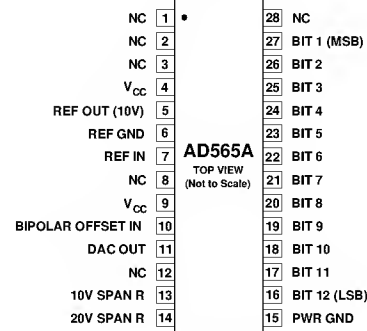 NC 1 28 NC
NC 2 27 BIT 1 (MSB)
NC 3 26 BIT 2
VCC 4 25 BIT 3
REF OUT (10V) 5 24 BIT 4
REF GND 6 23 BIT 5
REF IN 7 AD565A 22 BIT 6
TOP VIEW
(Not to Scale)
NC 8 21 BIT 7
VCC 9 20 BIT 8
BIPOLAR OFFSET IN 10 19 BIT 9
DAC OUT 11 18 BIT 10
NC 12 17 BIT 11
10V SPAN R 13 16 BIT 12 (LSB)
20V SPAN R 14 15 PWR GND